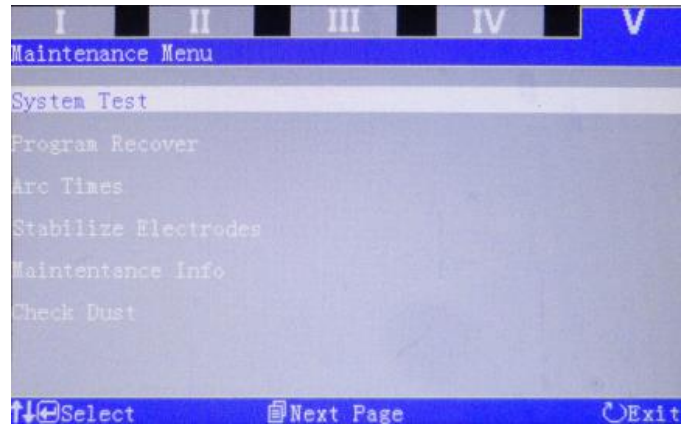 I II III IV V
Maintenance Menu
System Test
Program Recover
Arc Times
Stabilize Electrodes
Maintentance Info
Check Dust
Select Next Page Exit